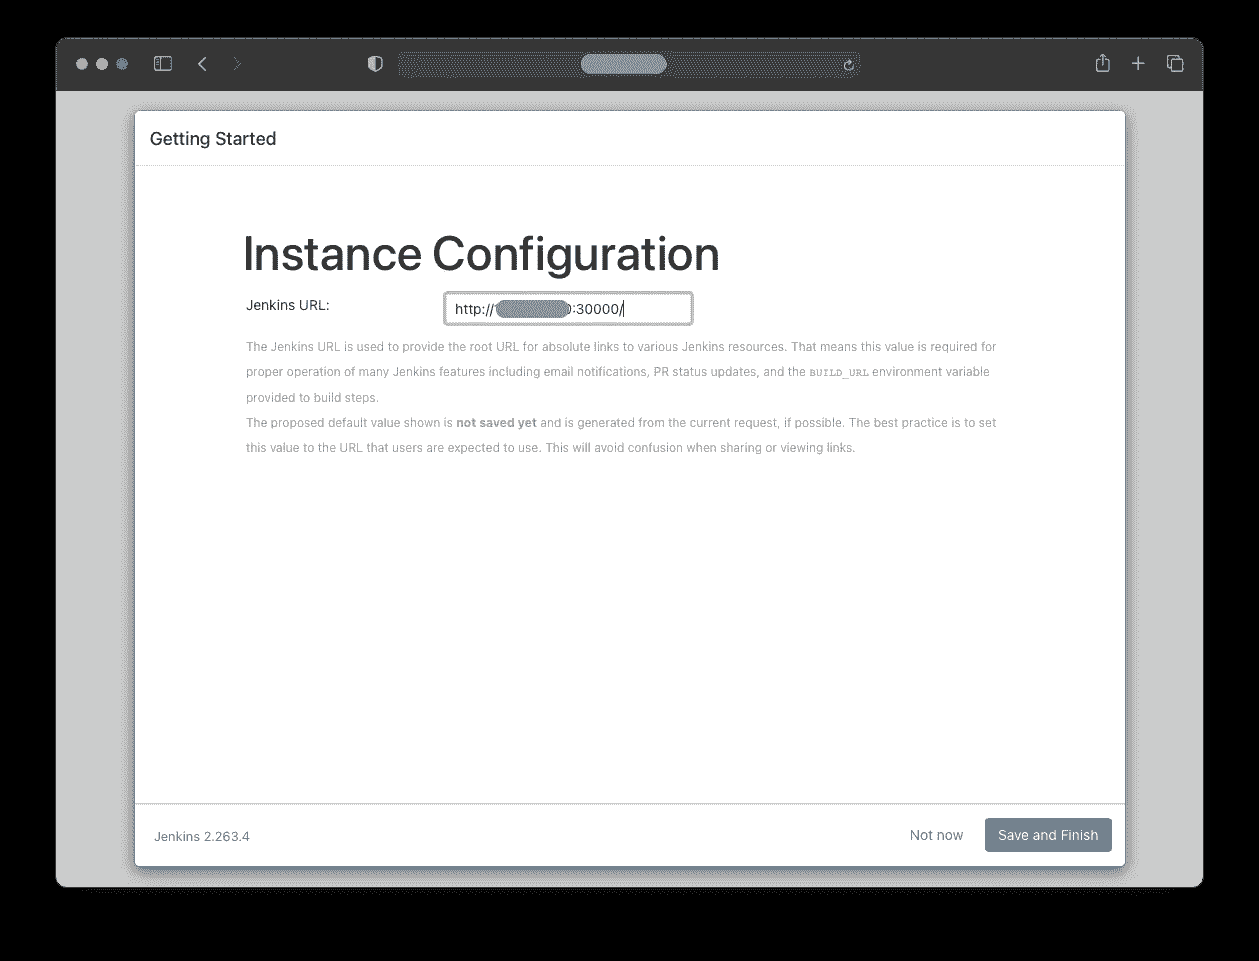 Getting Started
Instance Configuration
Jenkins URL:
http:// :30000/
The Jenkins URL is used to provide the root URL for absolute links to various Jenkins resources. That means this value is required for
proper operation of many Jenkins features including email notifications, PR status updates, and the BUILD_URL environment variable
provided to build steps.
The proposed default value shown is not saved yet and is generated from the current request, if possible. The best practice is to set
this value to the URL that users are expected to use. This will avoid confusion when sharing or viewing links.
Jenkins 2.263.4
Not now
Save and Finish